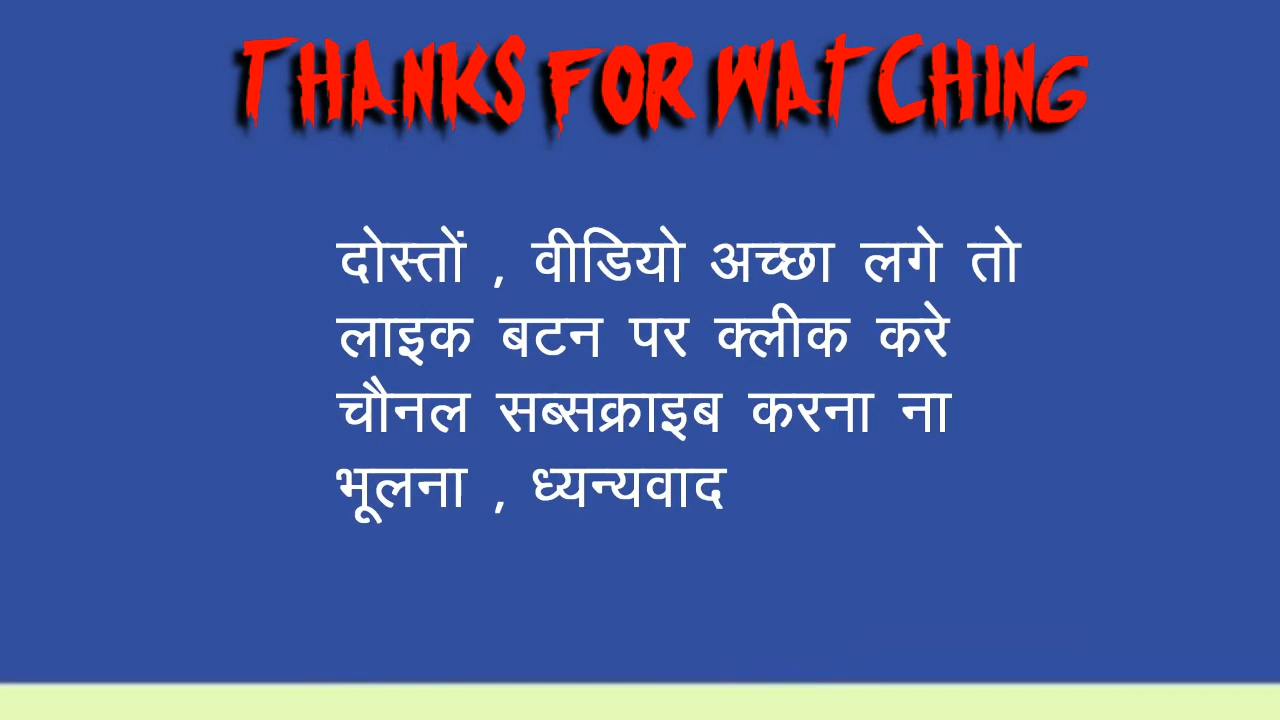 THANKS FOR WATCHING
दोस्तों , वीडियो अच्छा लगे तो
लाइक बटन पर क्लीक करे
चौनल सब्सक्राइब करना ना
भूलना , ध्यन्यवाद